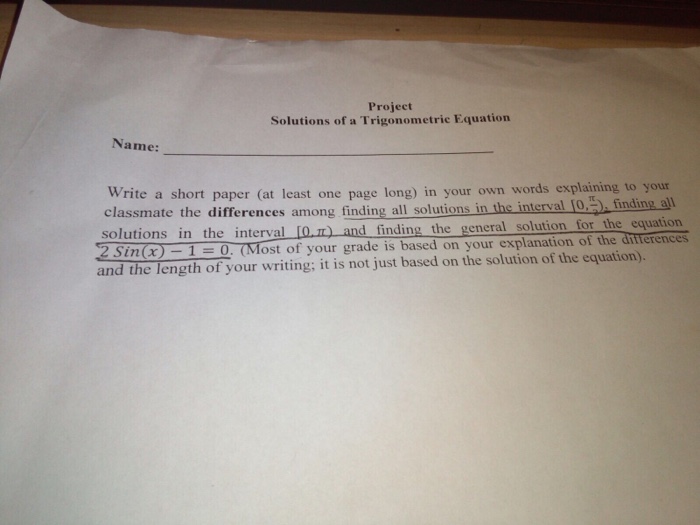 Project
Solutions of a Trigonometric Equation
Name:
Write a short paper (at least one page long) in your own words explaining to your
classmate the differences among finding all solutions in the interval [0, π/2), finding all
solutions in the interval [0, π) and finding the general solution for the equation
2 Sin(x) − 1 = 0. (Most of your grade is based on your explanation of the differences
and the length of your writing; it is not just based on the solution of the equation).